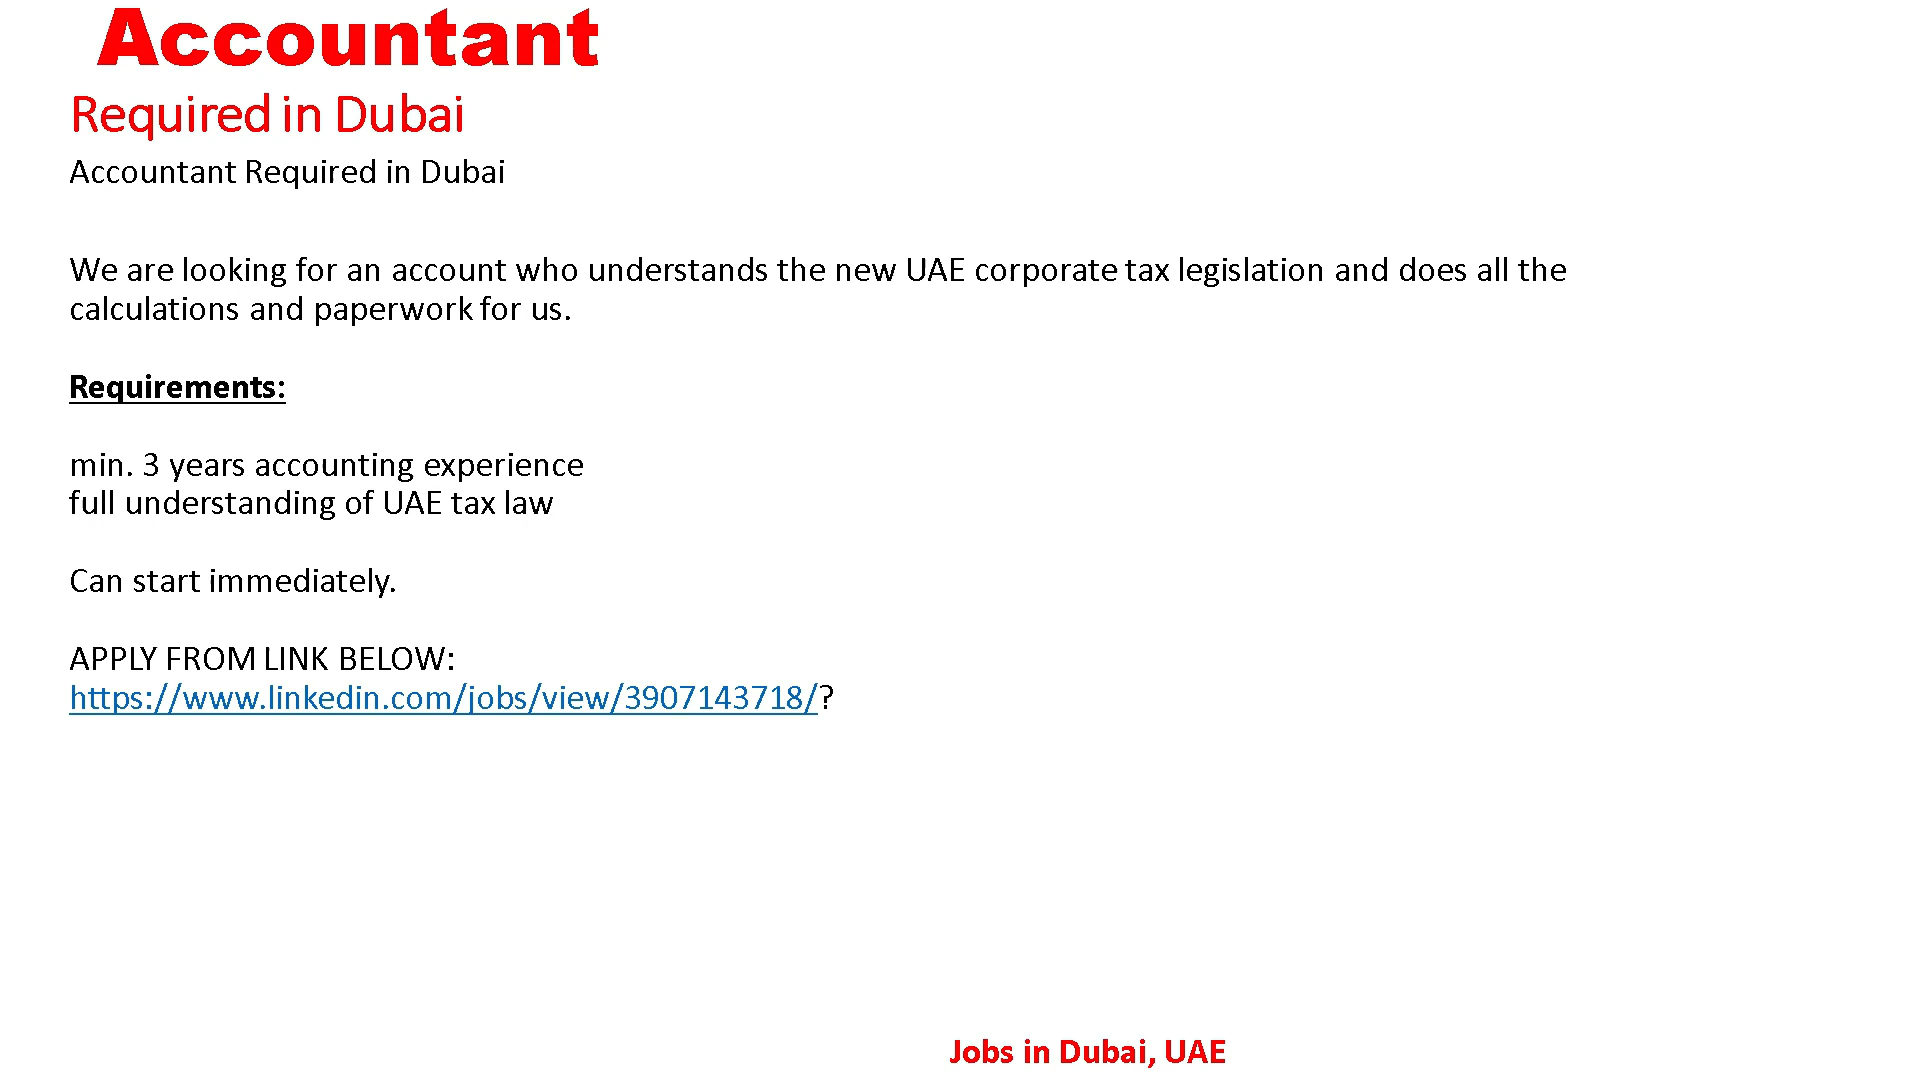 Accountant
Required in Dubai
Accountant Required in Dubai
We are looking for an account who understands the new UAE corporate tax legislation and does all the
calculations and paperwork for us.
Requirements:
min. 3 years accounting experience
full understanding of UAE tax law
Can start immediately.
APPLY FROM LINK BELOW:
https://www.linkedin.com/jobs/view/3907143718/?
Jobs in Dubai, UAE